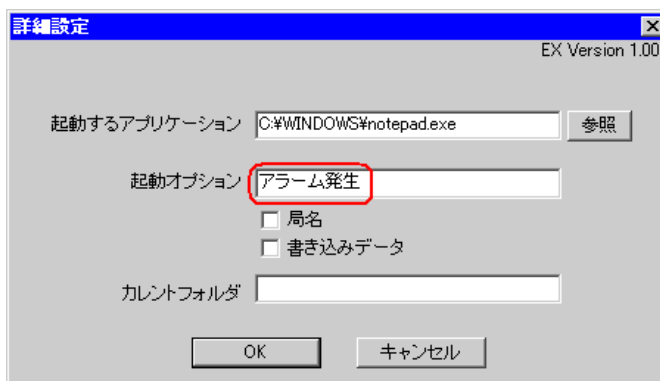 詳細設定
EX Version 1.00
起動するアプリケーション C:¥WINDOWS¥notepad.exe 参照
起動オプション アラーム発生
局名
書き込みデータ
カレントフォルダ
OK キャンセル